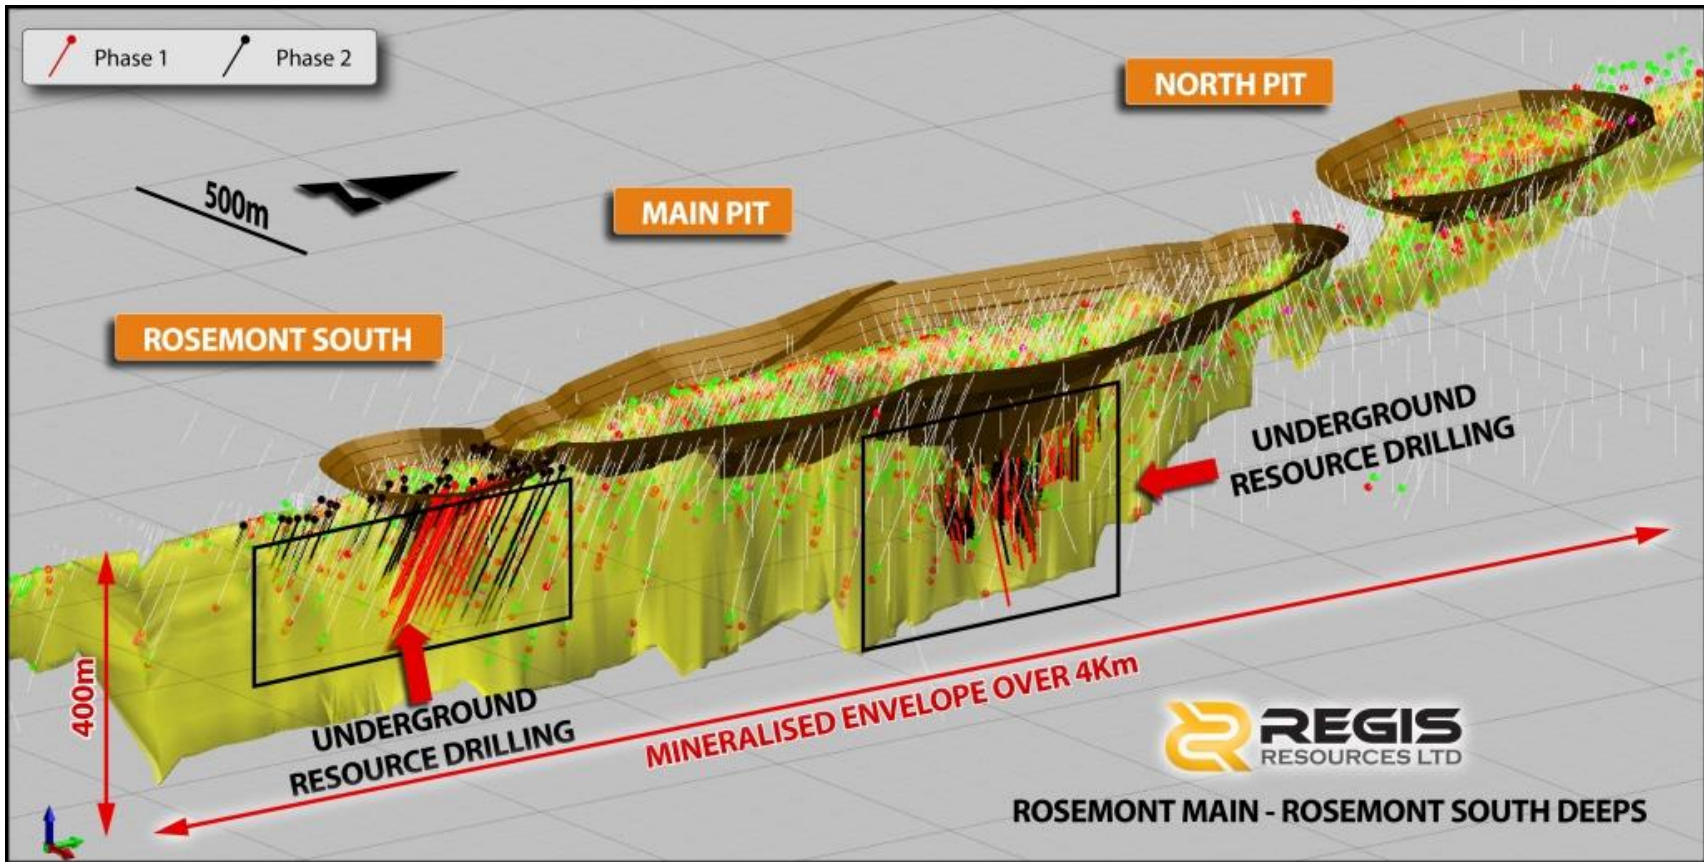 Phase 1
Phase 2
NORTH PIT
500m
MAIN PIT
ROSEMONT SOUTH
UNDERGROUND
RESOURCE DRILLING
400m
UNDERGROUND
RESOURCE DRILLING
MINERALISED ENVELOPE OVER 4Km
REGIS
RESOURCES LTD
ROSEMONT MAIN - ROSEMONT SOUTH DEEPS